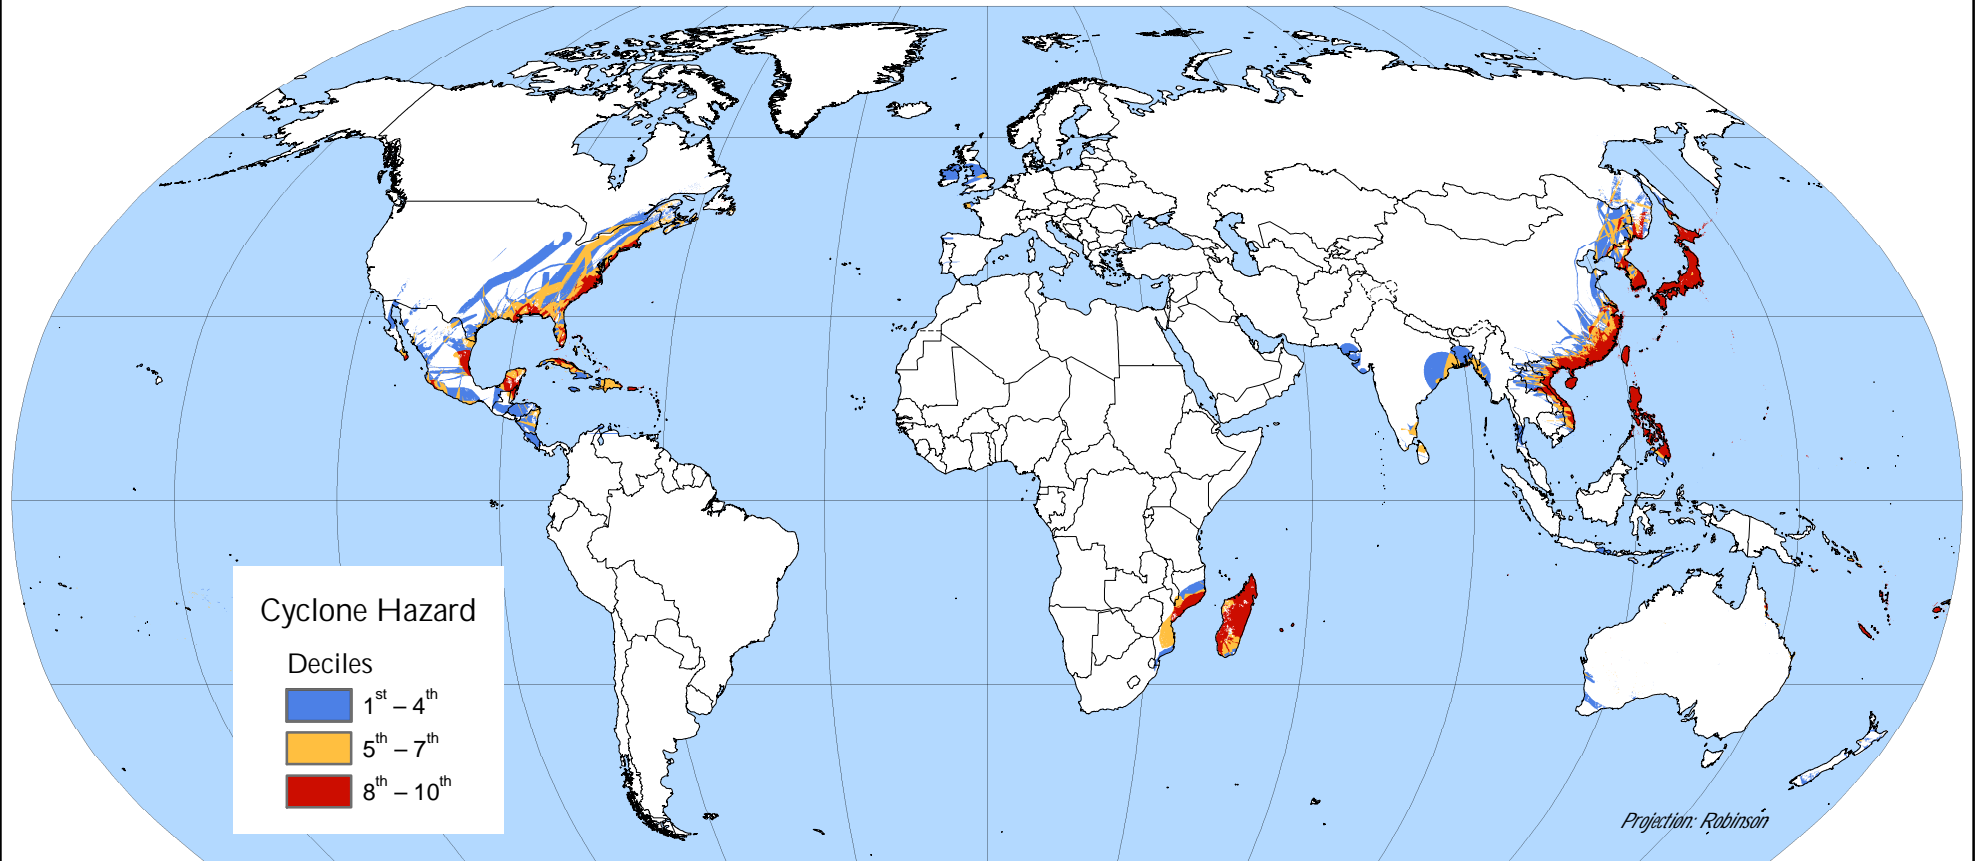 Cyclone Hazard
Deciles
1st – 4th
5th – 7th
8th – 10th
Projection: Robinson